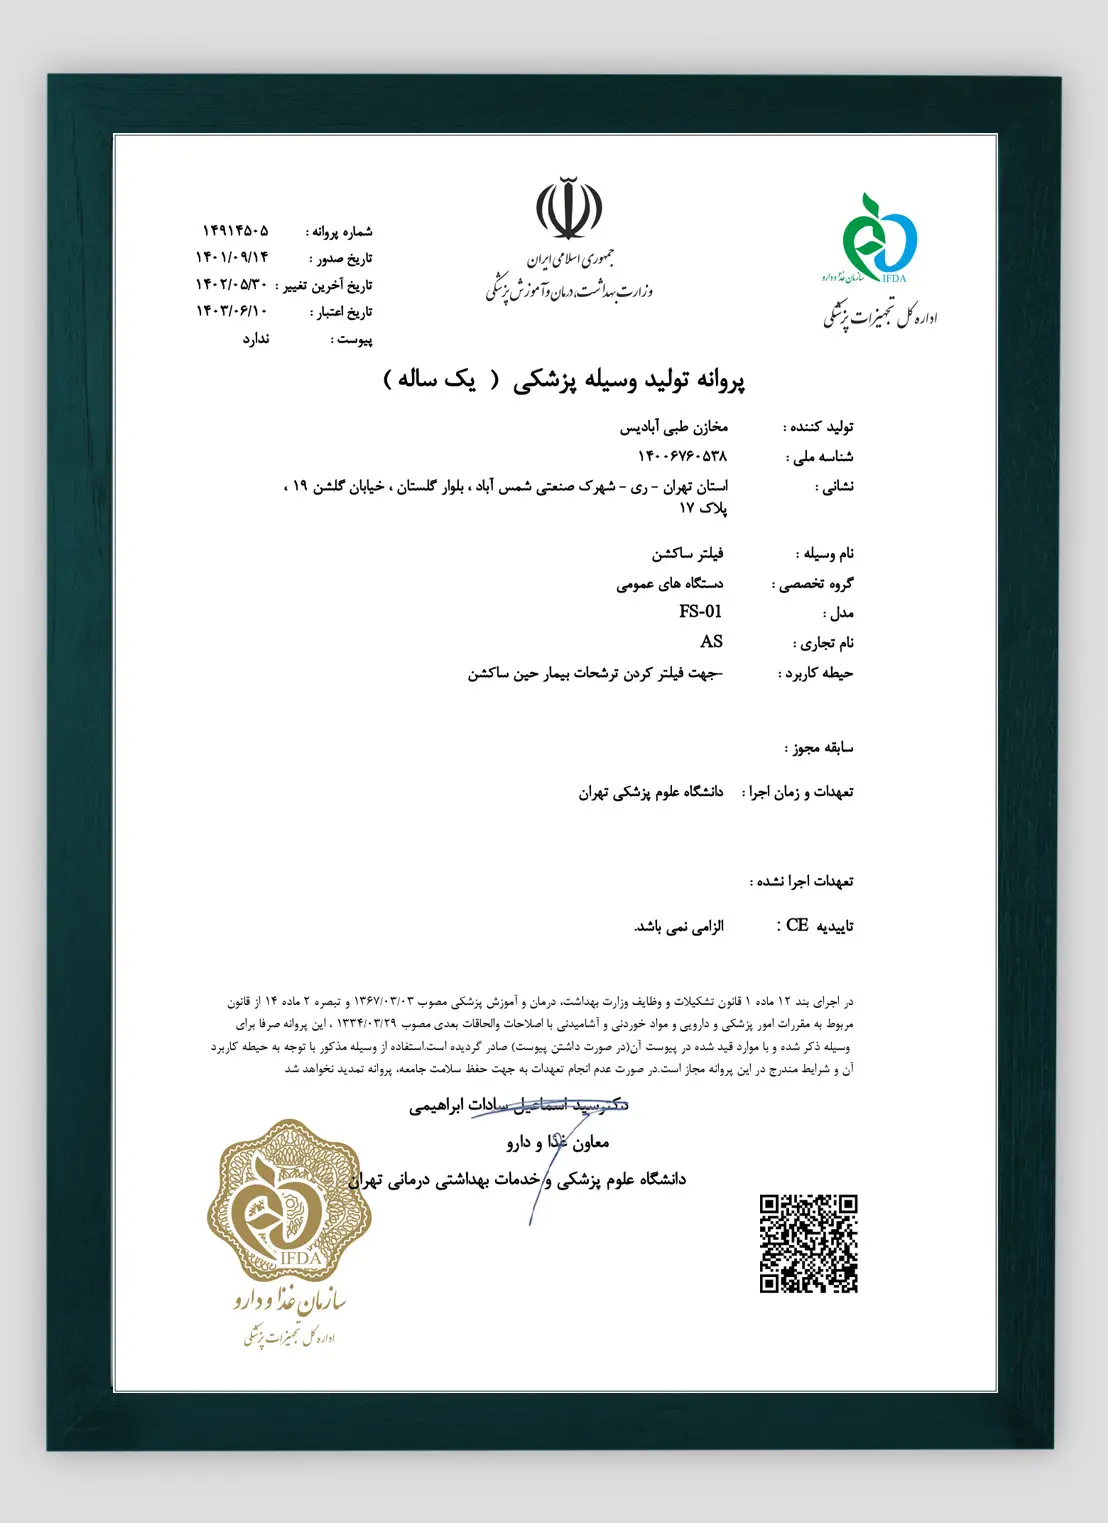 جمهوری اسلامی ایران
وزارت بهداشت، درمان و آموزش پزشکی
سازمان غذا و دارو
IFDA
اداره کل تجهیزات پزشکی
شماره پروانه : ۱۴۹۱۴۵۰۵
تاریخ صدور : ۱۴۰۱/۰۹/۱۴
تاریخ آخرین تغییر : ۱۴۰۲/۰۵/۳۰
تاریخ اعتبار : ۱۴۰۳/۰۶/۱۰
پیوست : ندارد
پروانه تولید وسیله پزشکی ( یک ساله )
تولید کننده : مخازن طبی آبادیس
شناسه ملی : ۱۴۰۰۶۷۶۰۵۳۸
نشانی : استان تهران - ری - شهرک صنعتی شمس آباد ، بلوار گلستان ، خیابان گلشن ۱۹ ،
پلاک ۱۷
نام وسیله : فیلتر ساکشن
گروه تخصصی : دستگاه های عمومی
مدل : FS-01
نام تجاری : AS
حیطه کاربرد : -جهت فیلتر کردن ترشحات بیمار حین ساکشن
سابقه مجوز :
تعهدات و زمان اجرا : دانشگاه علوم پزشکی تهران
تعهدات اجرا نشده :
تاییدیه CE : الزامی نمی باشد.
در اجرای بند ۱۲ ماده ۱ قانون تشکیلات و وظایف وزارت بهداشت، درمان و آموزش پزشکی مصوب ۱۳۶۷/۰۳/۰۳ و تبصره ۲ ماده ۱۴ از قانون
مربوط به مقررات امور پزشکی و دارویی و مواد خوردنی و آشامیدنی با اصلاحات والحاقات بعدی مصوب ۱۳۳۴/۰۳/۲۹ ، این پروانه صرفا برای
وسیله ذکر شده و با موارد قید شده در پیوست آن(در صورت داشتن پیوست) صادر گردیده است.استفاده از وسیله مذکور با توجه به حیطه کاربرد
آن و شرایط مندرج در این پروانه مجاز است.در صورت عدم انجام تعهدات به جهت حفظ سلامت جامعه، پروانه تمدید نخواهد شد
دکترسید اسماعیل سادات ابراهیمی
معاون غذا و دارو
دانشگاه علوم پزشکی و خدمات بهداشتی درمانی تهران
IFDA
سازمان غذا و دارو
اداره کل تجهیزات پزشکی